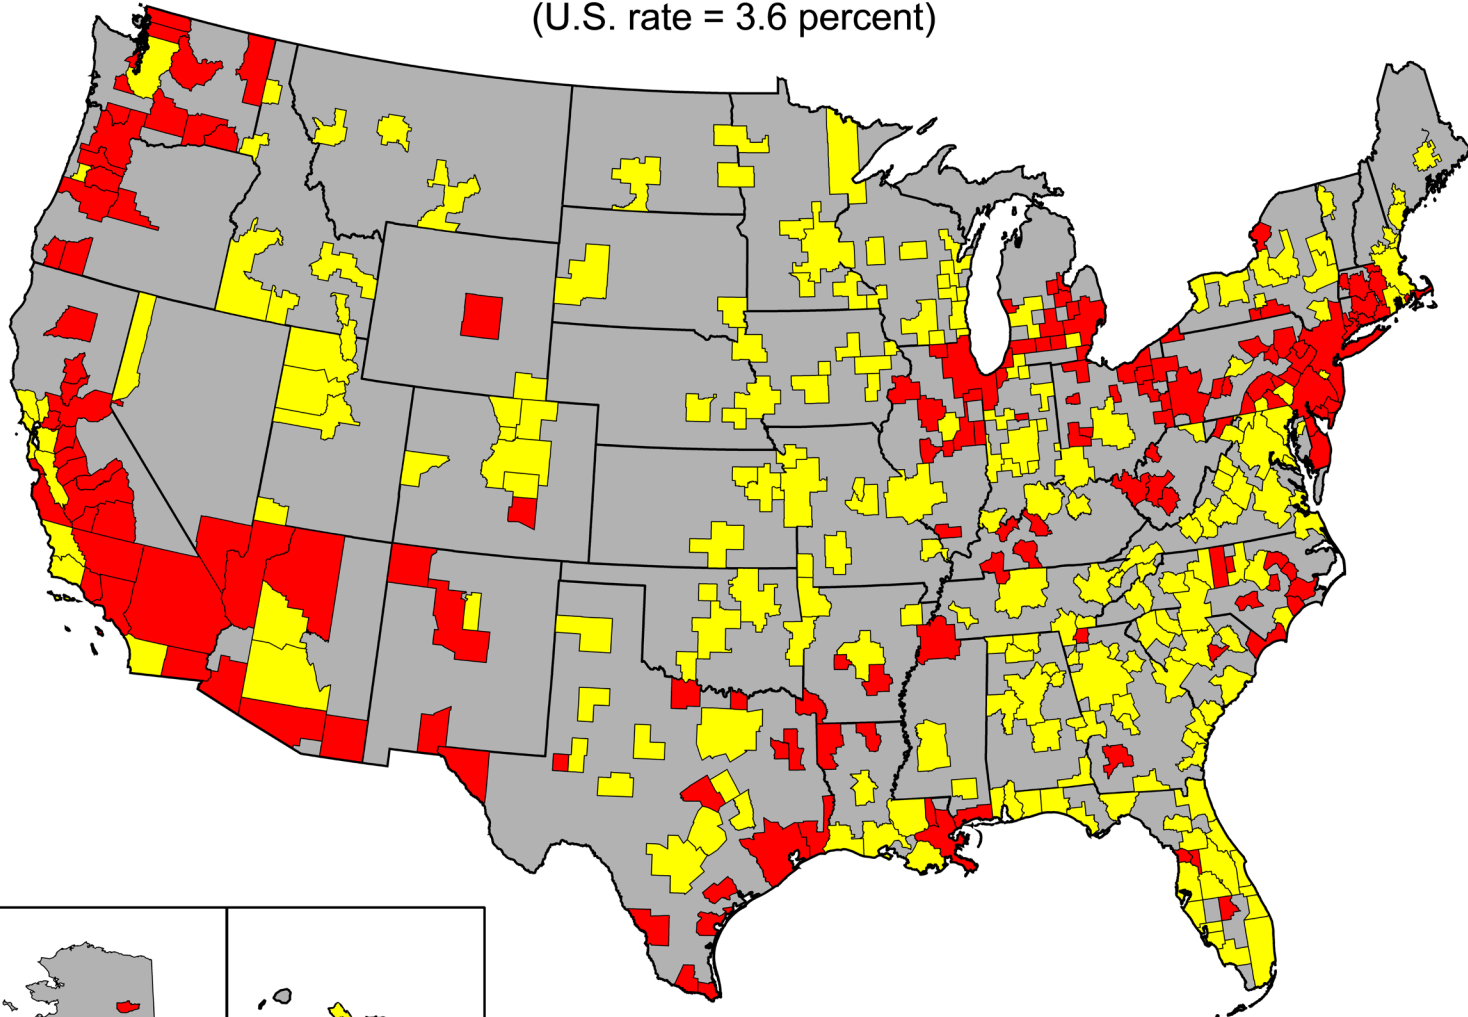 (U.S. rate = 3.6 percent)